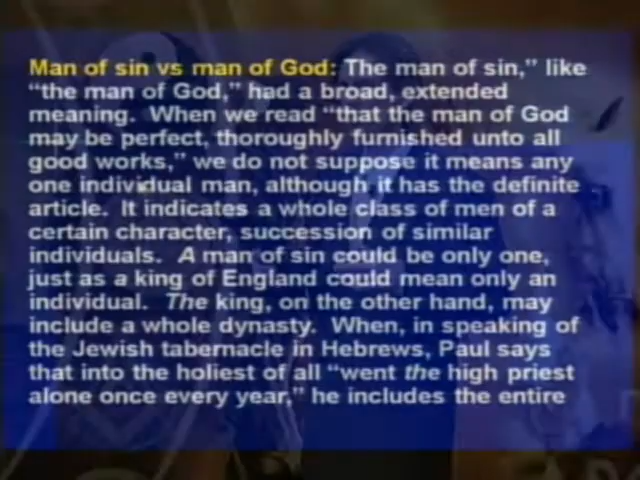 Man of sin vs man of God: The man of sin,” like
“the man of God,” had a broad, extended
meaning. When we read “that the man of God
may be perfect, thoroughly furnished unto all
good works,” we do not suppose it means any
one individual man, although it has the definite
article. It indicates a whole class of men of a
certain character, succession of similar
individuals. A man of sin could be only one,
just as a king of England could mean only an
individual. The king, on the other hand, may
include a whole dynasty. When, in speaking of
the Jewish tabernacle in Hebrews, Paul says
that into the holiest of all “went the high priest
alone once every year,” he includes the entire